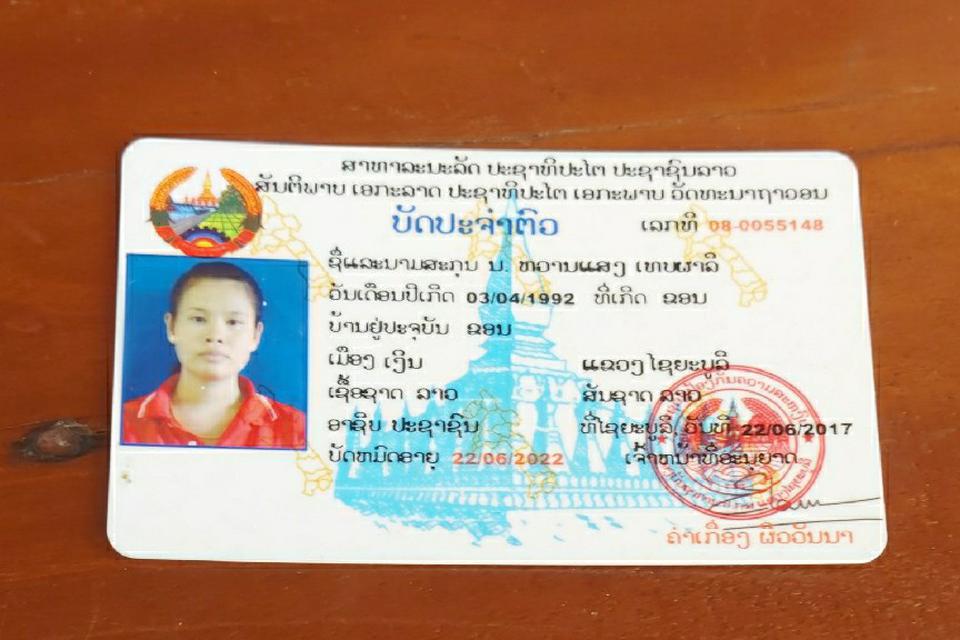 ສາທາລະນະລັດ ປະຊາທິປະໄຕ ປະຊາຊົນລາວ
ສັນຕິພາບ ເອກະລາດ ປະຊາທິປະໄຕ ເອກະພາບ ວັດທະນາຖາວອນ
ບັດປະຈຳຕົວ
ເລກທີ 08-0055148
ຊື່ແລະນາມສະກຸນ ນ. ຫວານແສງ ເທບຜາລີ
ວັນເດືອນປີເກີດ 03/04/1992 ທີ່ເກີດ ຂອນ
ບ້ານຢູ່ປະຈຸບັນ ຂອນ
ເມືອງ ເງິນ ແຂວງ ໄຊຍະບູລີ
ເຊື້ອຊາດ ລາວ ສັນຊາດ ລາວ
ອາຊີບ ປະຊາຊົນ ທີ່ໄຊຍະບູລີ, ວັນທີ 22/06/2017
ບັດຫມົດອາຍຸ 22/06/2022 ເຈົ້າຫນ້າທີ່ອະນຸຍາດ
ຄຳເກື່ອງ ຜິວວັນນາ